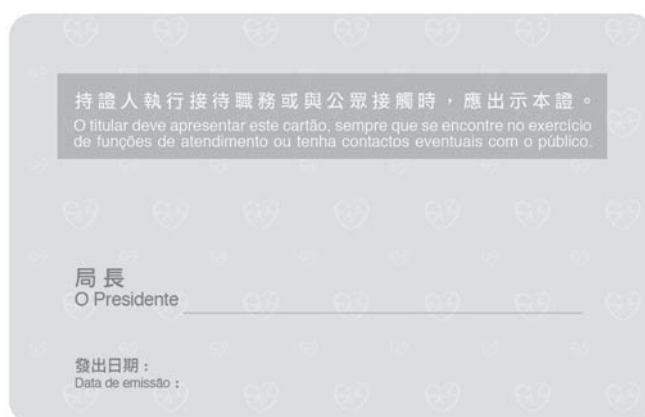 持證人執行接待職務或與公眾接觸時，應出示本證。
O titular deve apresentar este cartão, sempre que se encontre no exercício
de funções de atendimento ou tenha contactos eventuais com o público.
局長
O Presidente
發出日期：
Data de emissão：